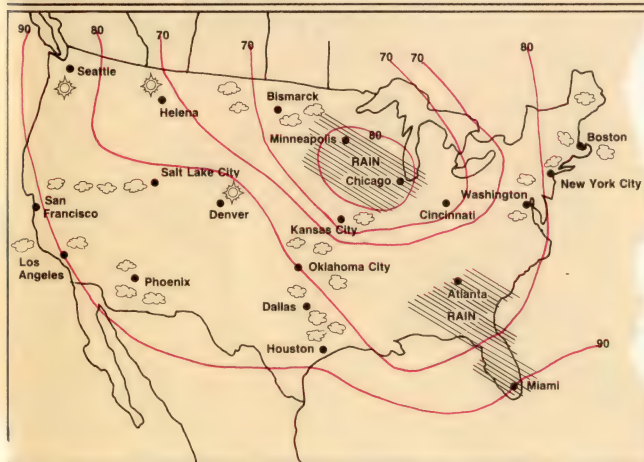 90
80
70
70
70
80
Seattle
Helena
Bismarck
Minneapolis
80
RAIN
Chicago
Boston
New York City
Salt Lake City
Denver
San
Francisco
Kansas City
Cincinnati
Washington
Los
Angeles
Phoenix
Oklahoma City
Dallas
Houston
Atlanta
RAIN
90
Miami